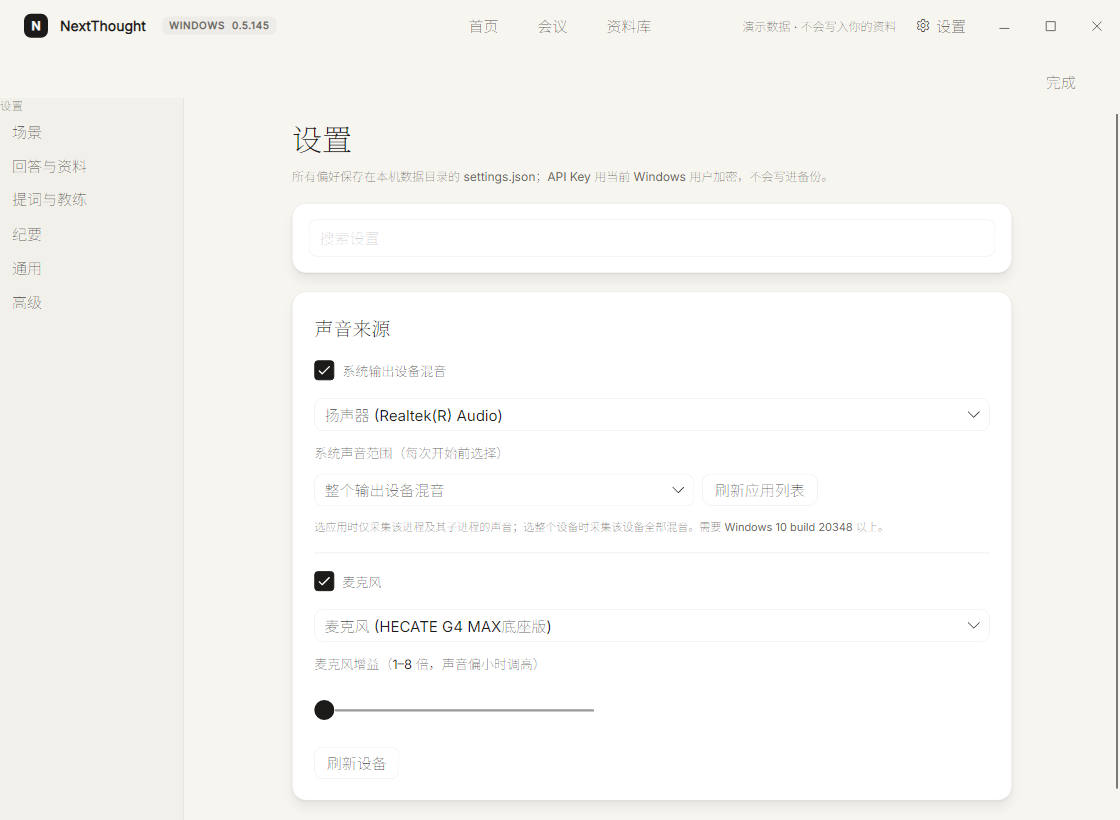 N NextThought WINDOWS 0.5.145 首页 会议 资料库 演示数据 · 不会写入你的资料 设置
完成
设置
场景
回答与资料
提词与教练
纪要
通用
高级
设置
所有偏好保存在本机数据目录的 settings.json；API Key 用当前 Windows 用户加密，不会写进备份。
搜索设置
声音来源
系统输出设备混音
扬声器 (Realtek(R) Audio)
系统声音范围（每次开始前选择）
整个输出设备混音 刷新应用列表
选应用时仅采集该进程及其子进程的声音；选整个设备时采集该设备全部混音。需要 Windows 10 build 20348 以上。
麦克风
麦克风 (HECATE G4 MAX底座版)
麦克风增益（1–8 倍，声音偏小时调高）
刷新设备